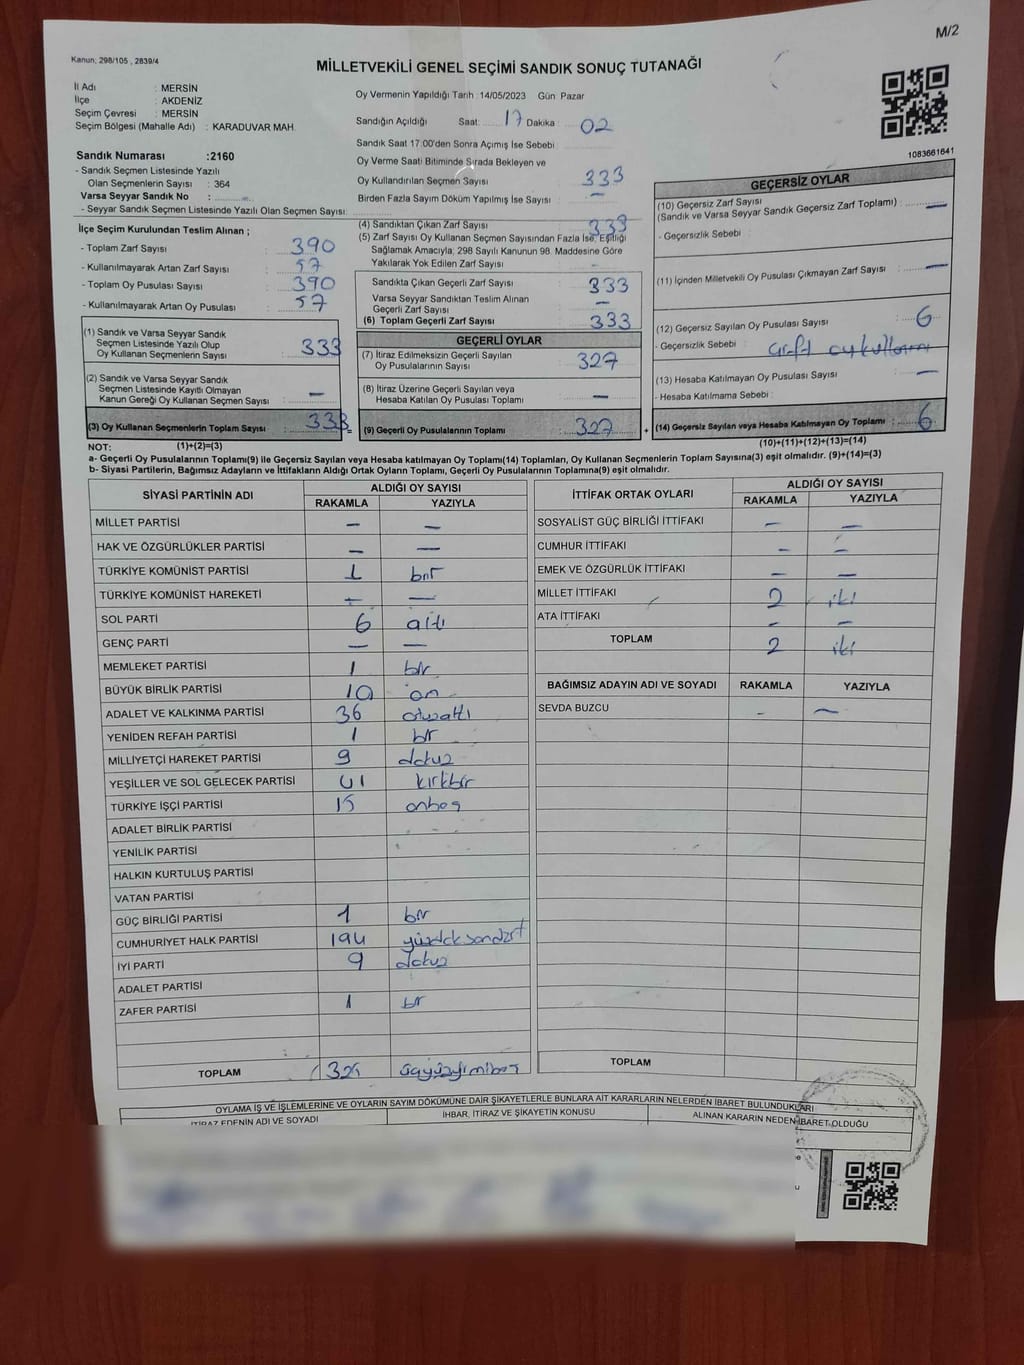 M/2
Kanun; 298/105 , 2839/4
MİLLETVEKİLİ GENEL SEÇİMİ SANDIK SONUÇ TUTANAĞI
İl Adı : MERSİN
İlçe : AKDENİZ
Seçim Çevresi : MERSİN
Seçim Bölgesi (Mahalle Adı) : KARADUVAR MAH.
Sandık Numarası :2160
- Sandık Seçmen Listesinde Yazılı
Olan Seçmenlerin Sayısı : 364
Varsa Seyyar Sandık No :
- Seyyar Sandık Seçmen Listesinde Yazılı Olan Seçmen Sayısı:
Oy Vermenin Yapıldığı Tarih :14/05/2023 Gün: Pazar
Sandığın Açıldığı Saat: 17 Dakika : 02
Sandık Saat 17.00'den Sonra Açımış İse Sebebi
Oy Verme Saati Bitiminde Sırada Bekleyen ve
Oy Kullandırılan Seçmen Sayısı 333
Birden Fazla Sayım Döküm Yapılmış İse Sayısı : —
1083661641
İlçe Seçim Kurulundan Teslim Alınan ;
- Toplam Zarf Sayısı : 390
- Kullanılmayarak Artan Zarf Sayısı : 57
- Toplam Oy Pusulası Sayısı : 390
- Kullanılmayarak Artan Oy Pusulası : 57
(1) Sandık ve Varsa Seyyar Sandık
Seçmen Listesinde Yazılı Olup
Oy Kullanan Seçmenlerin Sayısı : 333
(2) Sandık ve Varsa Seyyar Sandık
Seçmen Listesinde Kayıtlı Olmayan
Kanun Gereği Oy Kullanan Seçmen Sayısı : —
(3) Oy Kullanan Seçmenlerin Toplam Sayısı : 333 =
(4) Sandıktan Çıkan Zarf Sayısı : 333
(5) Zarf Sayısı Oy Kullanan Seçmen Sayısından Fazla İse, Eşitliği
Sağlamak Amacıyla; 298 Sayılı Kanunun 98. Maddesine Göre
Yakılarak Yok Edilen Zarf Sayısı : -
Sandıkta Çıkan Geçerli Zarf Sayısı : 333
Varsa Seyyar Sandıktan Teslim Alınan
Geçerli Zarf Sayısı : —
(6) Toplam Geçerli Zarf Sayısı : 333
GEÇERLİ OYLAR
(7) İtiraz Edilmeksizin Geçerli Sayılan
Oy Pusulalarının Sayısı : 327
(8) İtiraz Üzerine Geçerli Sayılan veya
Hesaba Katılan Oy Pusulası Toplamı : —
(9) Geçerli Oy Pusulalarının Toplamı : 327 +
GEÇERSİZ OYLAR
(10) Geçersiz Zarf Sayısı
(Sandık ve Varsa Seyyar Sandık Geçersiz Zarf Toplamı) : —
- Geçersizlik Sebebi :
(11) İçinden Milletvekili Oy Pusulası Çıkmayan Zarf Sayısı : —
(12) Geçersiz Sayılan Oy Pusulası Sayısı : 6
- Geçersizlik Sebebi : çift oy kullanımı
(13) Hesaba Katılmayan Oy Pusulası Sayısı : —
- Hesaba Katılmama Sebebi :
(14) Geçersiz Sayılan veya Hesaba Katılmayan Oy Toplamı : 6
NOT: (1)+(2)=(3) (10)+(11)+(12)+(13)=(14)
a- Geçerli Oy Pusulalarının Toplamı(9) ile Geçersiz Sayılan veya Hesaba katılmayan Oy Toplamı(14) Toplamları, Oy Kullanan Seçmenlerin Toplam Sayısına(3) eşit olmalıdır. (9)+(14)=(3)
b- Siyasi Partilerin, Bağımsız Adayların ve İttifakların Aldığı Ortak Oyların Toplamı, Geçerli Oy Pusulalarının Toplamına(9) eşit olmalıdır.
SİYASİ PARTİNİN ADI ALDIĞI OY SAYISI
RAKAMLA YAZIYLA
MİLLET PARTİSİ — —
HAK VE ÖZGÜRLÜKLER PARTİSİ — —
TÜRKİYE KOMÜNİST PARTİSİ 1 bir
TÜRKİYE KOMÜNİST HAREKETİ — —
SOL PARTİ 6 altı
GENÇ PARTİ — —
MEMLEKET PARTİSİ 1 bir
BÜYÜK BİRLİK PARTİSİ 10 on
ADALET VE KALKINMA PARTİSİ 36 otuzaltı
YENİDEN REFAH PARTİSİ 1 bir
MİLLİYETÇİ HAREKET PARTİSİ 9 dokuz
YEŞİLLER VE SOL GELECEK PARTİSİ 41 kırkbir
TÜRKİYE İŞÇİ PARTİSİ 15 onbeş
ADALET BİRLİK PARTİSİ
YENİLİK PARTİSİ
HALKIN KURTULUŞ PARTİSİ
VATAN PARTİSİ
GÜÇ BİRLİĞİ PARTİSİ 1 bir
CUMHURİYET HALK PARTİSİ 194 yüzdoksandört
İYİ PARTİ 9 dokuz
ADALET PARTİSİ
ZAFER PARTİSİ 1 bir
TOPLAM 325 üçyüzyirmibeş
İTTİFAK ORTAK OYLARI ALDIĞI OY SAYISI
RAKAMLA YAZIYLA
SOSYALİST GÜÇ BİRLİĞİ İTTİFAKI — —
CUMHUR İTTİFAKI — —
EMEK VE ÖZGÜRLÜK İTTİFAKI — —
MİLLET İTTİFAKI 2 iki
ATA İTTİFAKI - -
TOPLAM 2 iki
BAĞIMSIZ ADAYIN ADI VE SOYADI RAKAMLA YAZIYLA
SEVDA BUZCU - —
TOPLAM
OYLAMA İŞ VE İŞLEMLERİNE VE OYLARIN SAYIM DÖKÜMÜNE DAİR ŞİKAYETLERLE BUNLARA AİT KARARLARIN NELERDEN İBARET BULUNDUKLARI
İTİRAZ EDENİN ADI VE SOYADI İHBAR, İTİRAZ VE ŞİKAYETİN KONUSU ALINAN KARARIN NEDEN İBARET OLDUĞU